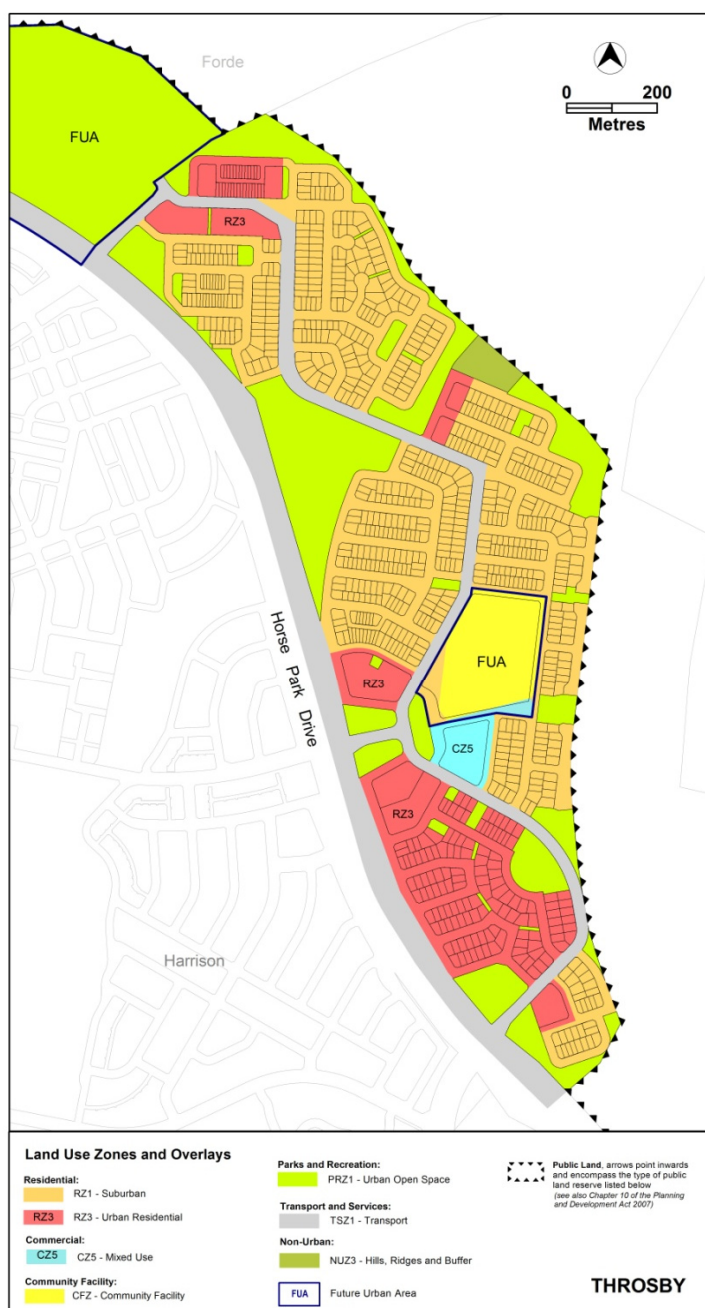 Forde
0 200
Metres
FUA
RZ3
FUA
Horse Park Drive
RZ3
CZ5
RZ3
Harrison
Land Use Zones and Overlays
Residential:
RZ1 - Suburban
RZ3 RZ3 - Urban Residential
Commercial:
CZ5 CZ5 - Mixed Use
Community Facility:
CFZ - Community Facility
Parks and Recreation:
PRZ1 - Urban Open Space
Transport and Services:
TSZ1 - Transport
Non-Urban:
NUZ3 - Hills, Ridges and Buffer
FUA Future Urban Area
Public Land, arrows point inwards
and encompass the type of public
land reserve listed below
(see also Chapter 10 of the Planning
and Development Act 2007)
THROSBY